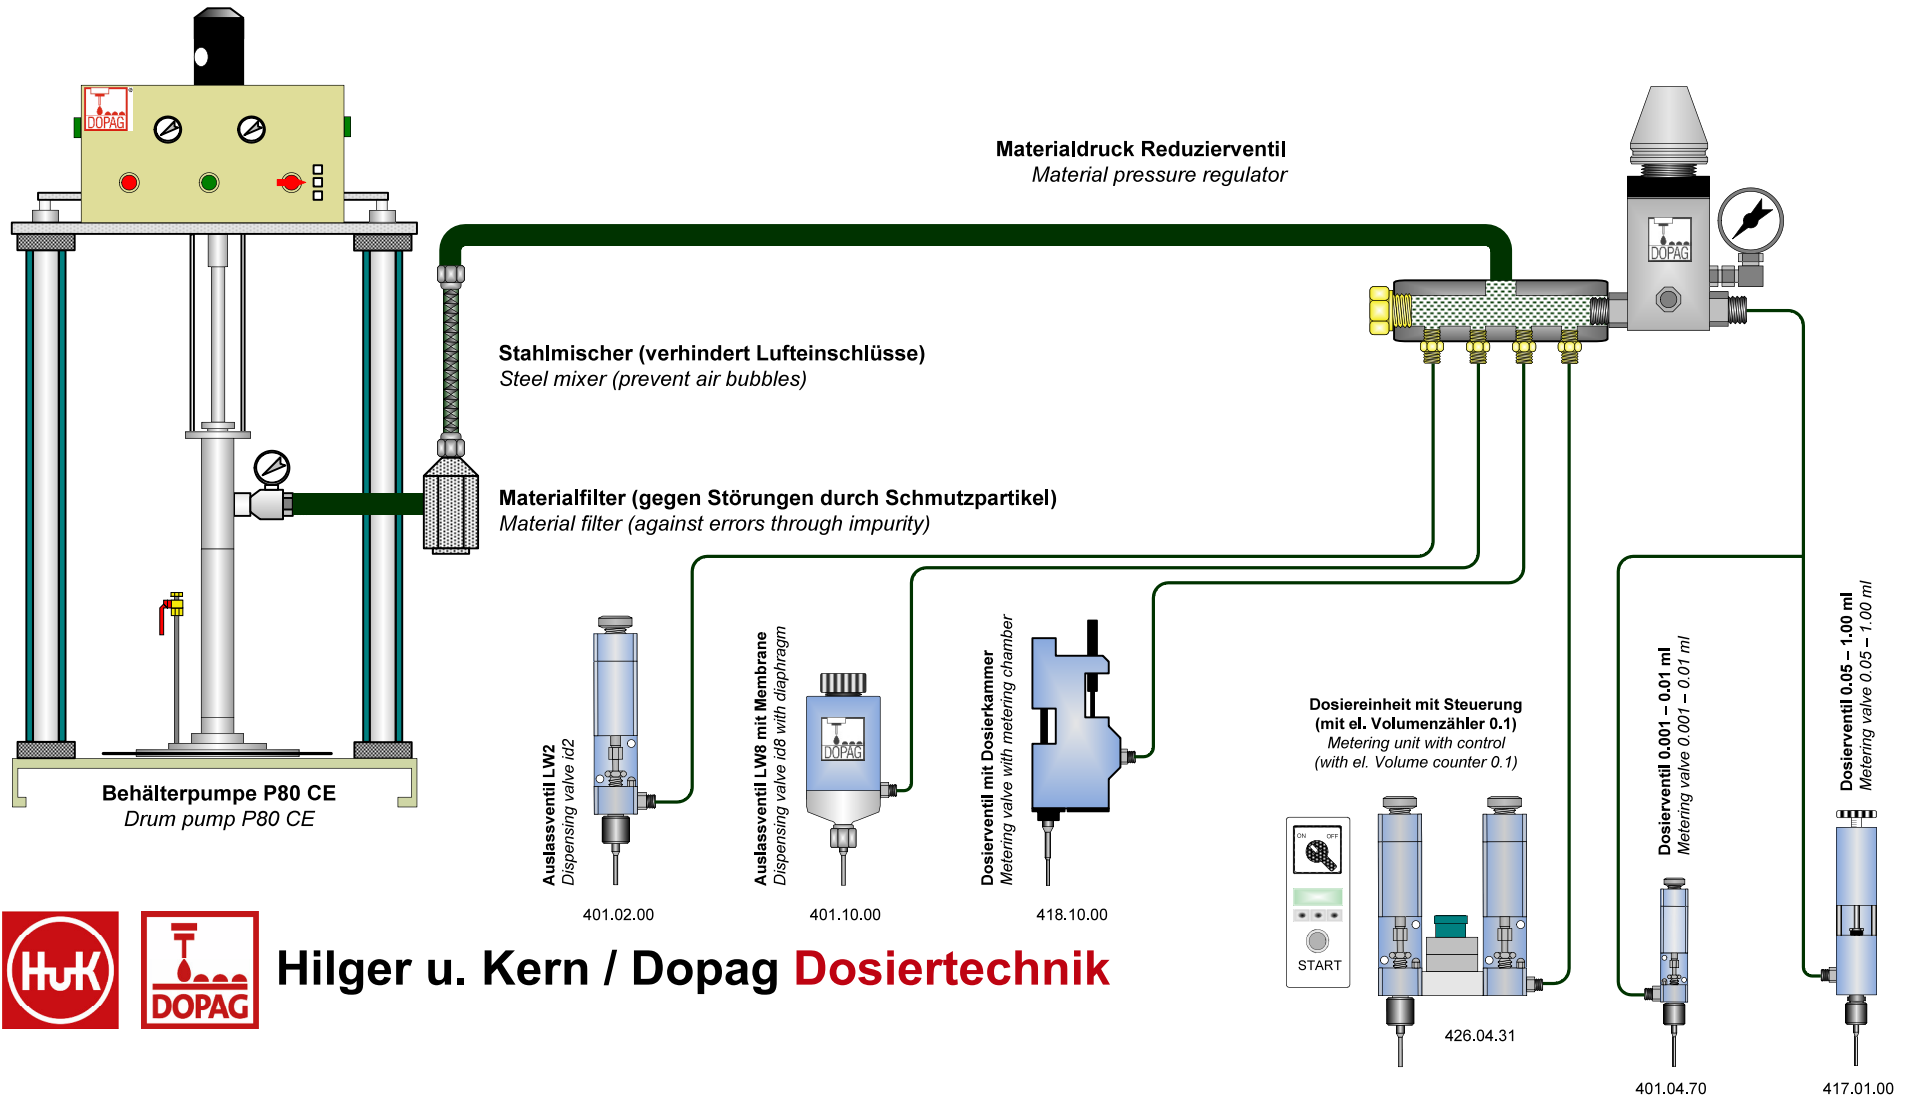 DOPAG
Materialdruck Reduzierventil
Material pressure regulator
DOPAG
Stahlmischer (verhindert Lufteinschlüsse)
Steel mixer (prevent air bubbles)
Materialfilter (gegen Störungen durch Schmutzpartikel)
Material filter (against errors through impurity)
Behälterpumpe P80 CE
Drum pump P80 CE
Auslassventil LW2
Dispensing valve id2
401.02.00
Auslassventil LW8 mit Membrane
Dispensing valve id8 with diaphragm
DOPAG
401.10.00
Dosierventil mit Dosierkammer
Metering valve with metering chamber
418.10.00
Dosiereinheit mit Steuerung
(mit el. Volumenzähler 0.1)
Metering unit with control
(with el. Volume counter 0.1)
ON OFF
START
426.04.31
Dosierventil 0.001 – 0.01 ml
Metering valve 0.001 – 0.01 ml
401.04.70
Dosierventil 0.05 – 1.00 ml
Metering valve 0.05 – 1.00 ml
417.01.00
HuK
DOPAG
Hilger u. Kern / Dopag Dosiertechnik